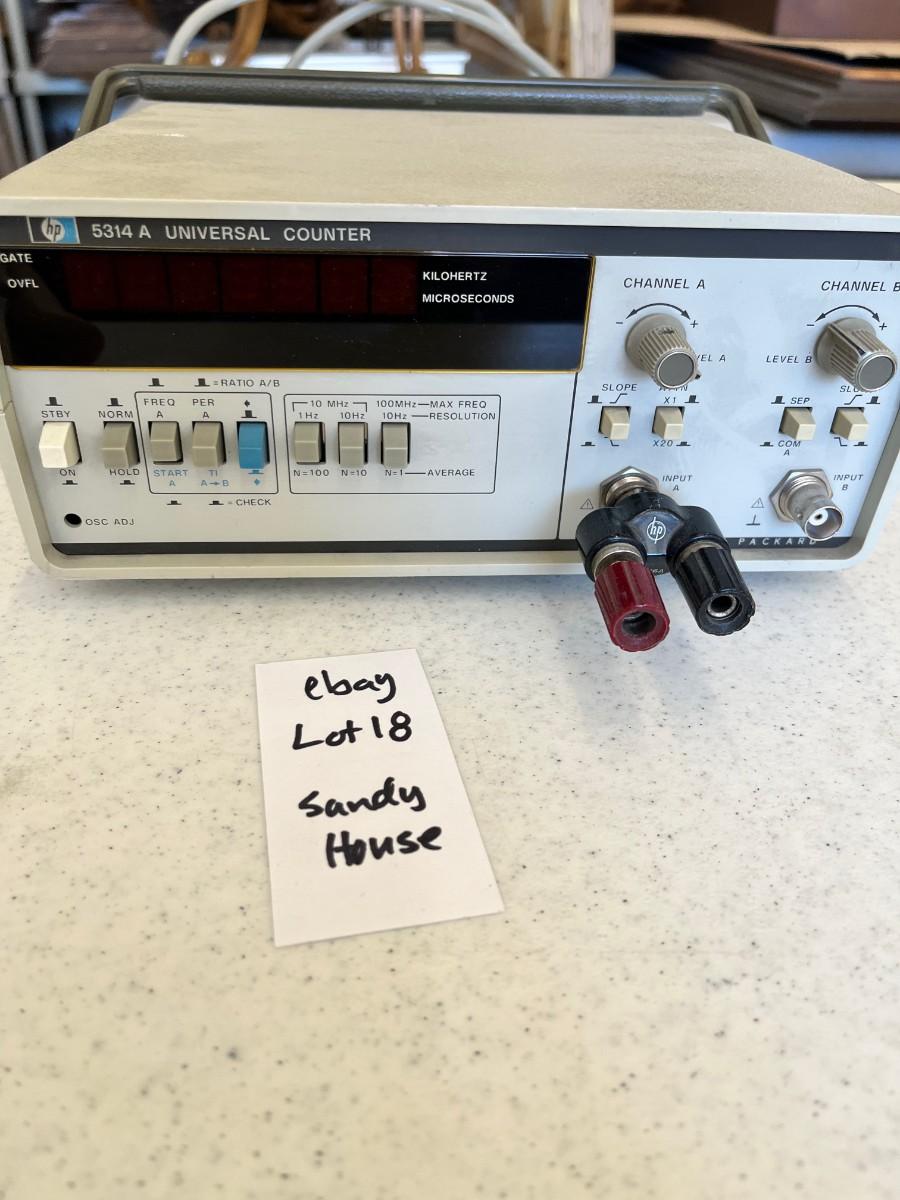 hp 5314 A UNIVERSAL COUNTER
GATE
OVFL
KILOHERTZ
MICROSECONDS
CHANNEL A
CHANNEL B
- +
- +
LEVEL B
SLOPE
X1
SEP
X20
COM
A
= RATIO A/B
STBY
NORM
FREQ
A
PER
A
10 MHz
100MHz — MAX FREQ
1Hz
10Hz
10Hz — RESOLUTION
ON
HOLD
START
A
TI
A→B
N=100
N=10
N=1 — AVERAGE
= CHECK
OSC ADJ
INPUT
A
INPUT
B
hp
PACKARD
ebay
Lot 18
Sandy
House